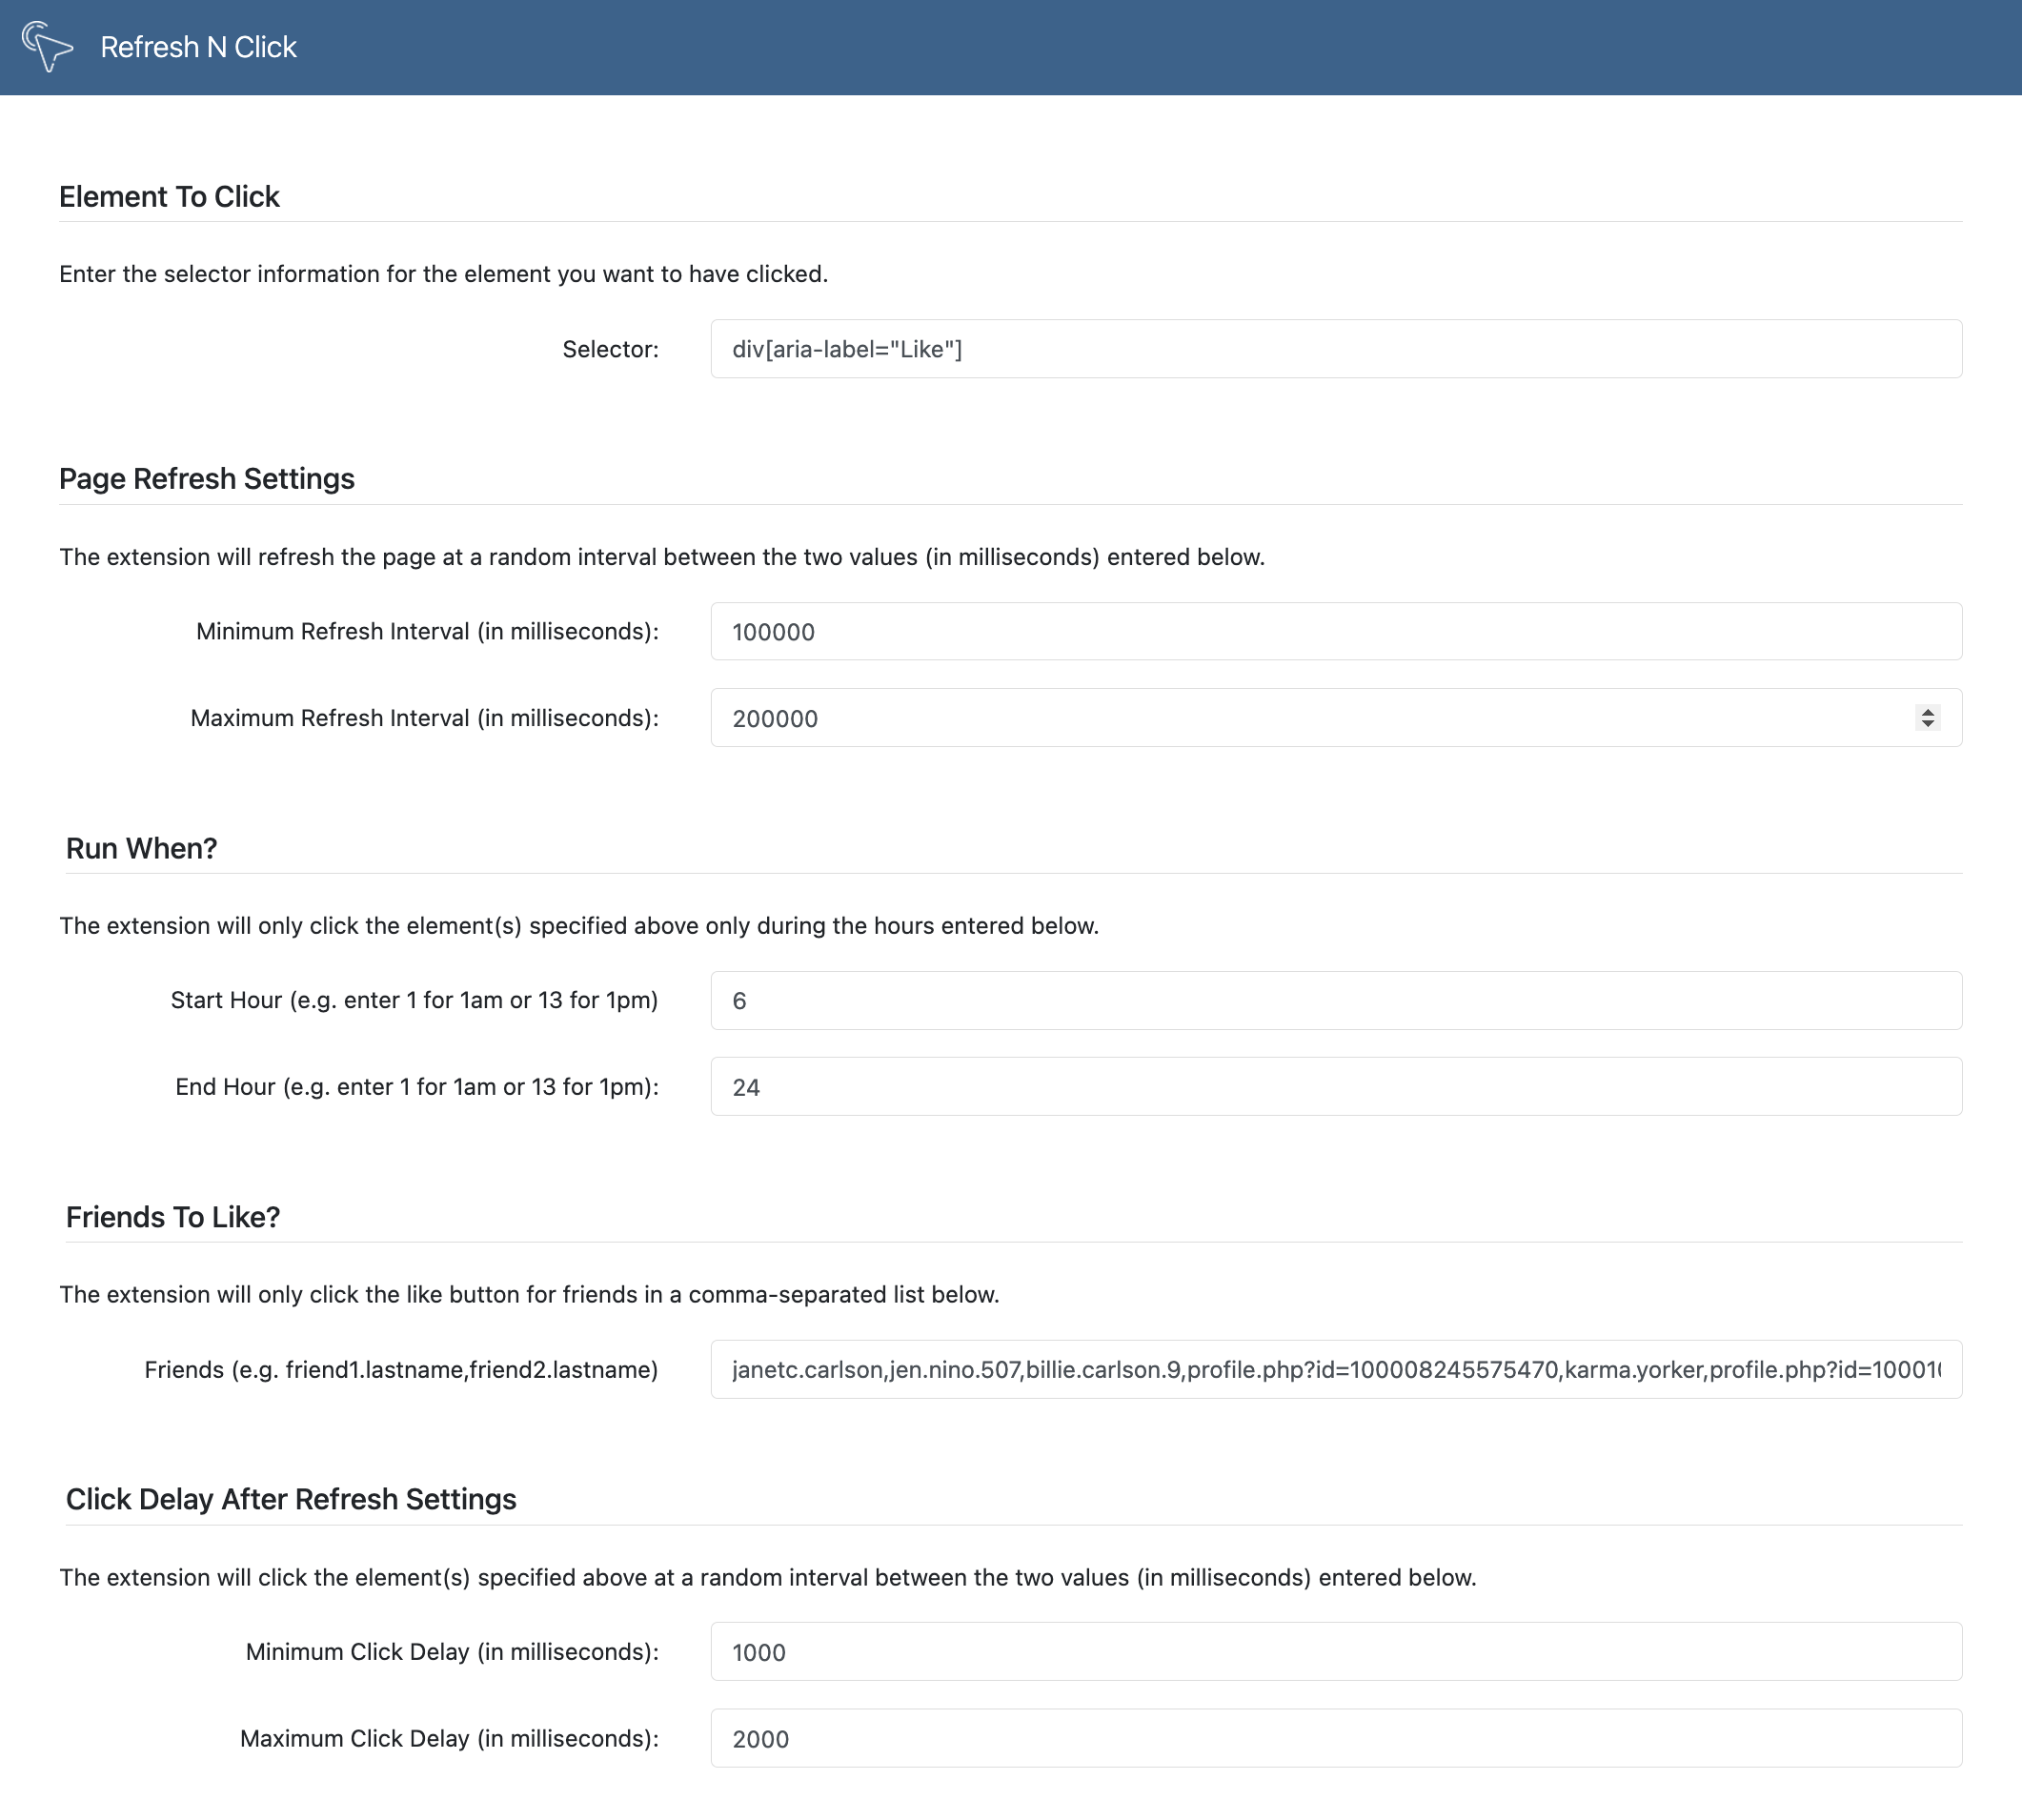 Refresh N Click
Element To Click
Enter the selector information for the element you want to have clicked.
Selector: div[aria-label="Like"]
Page Refresh Settings
The extension will refresh the page at a random interval between the two values (in milliseconds) entered below.
Minimum Refresh Interval (in milliseconds): 100000
Maximum Refresh Interval (in milliseconds): 200000
Run When?
The extension will only click the element(s) specified above only during the hours entered below.
Start Hour (e.g. enter 1 for 1am or 13 for 1pm) 6
End Hour (e.g. enter 1 for 1am or 13 for 1pm): 24
Friends To Like?
The extension will only click the like button for friends in a comma-separated list below.
Friends (e.g. friend1.lastname,friend2.lastname) janetc.carlson,jen.nino.507,billie.carlson.9,profile.php?id=100008245575470,karma.yorker,profile.php?id=10001
Click Delay After Refresh Settings
The extension will click the element(s) specified above at a random interval between the two values (in milliseconds) entered below.
Minimum Click Delay (in milliseconds): 1000
Maximum Click Delay (in milliseconds): 2000